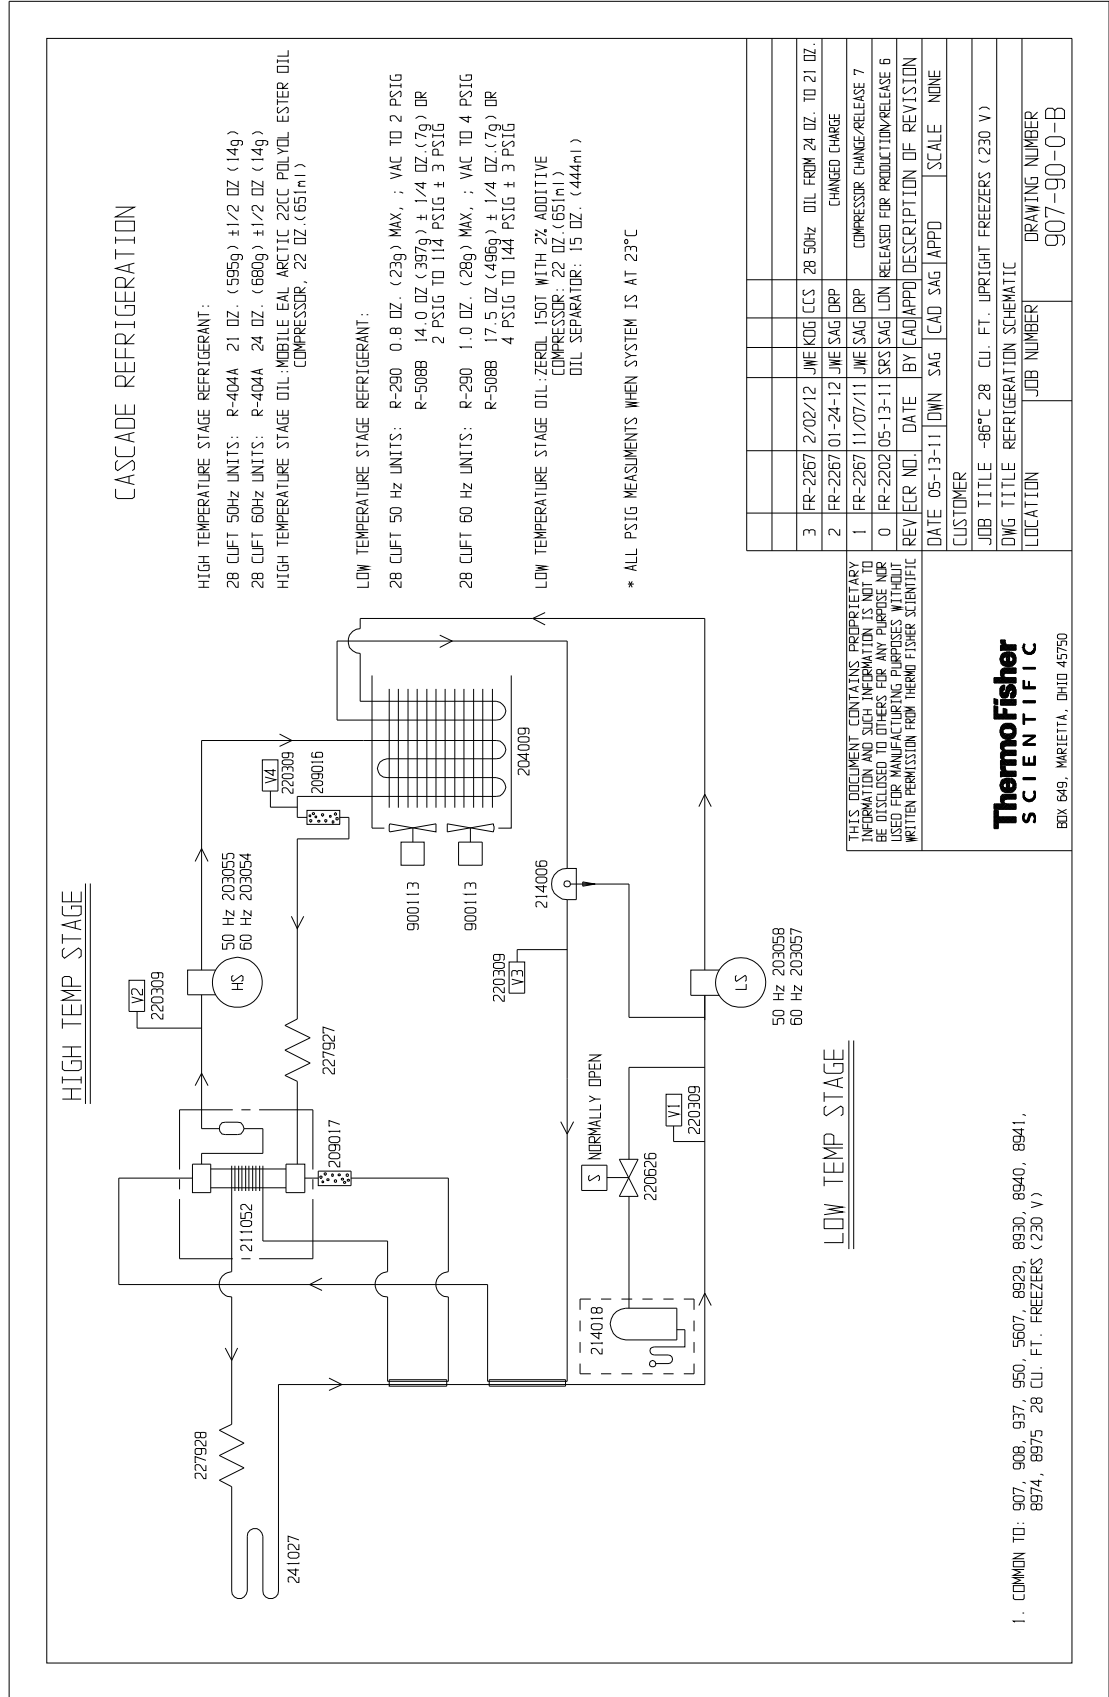 CASCADE REFRIGERATION
HIGH TEMPERATURE STAGE REFRIGERANT:
28 CUFT 50Hz UNITS: R-404A 21 OZ. (595g) ±1/2 OZ (14g)
28 CUFT 60Hz UNITS: R-404A 24 OZ. (680g) ±1/2 OZ (14g)
HIGH TEMPERATURE STAGE OIL:MOBILE EAL ARCTIC 22CC POLYOL ESTER OIL
COMPRESSOR, 22 OZ.(651ml)
LOW TEMPERATURE STAGE REFRIGERANT:
28 CUFT 50 Hz UNITS: R-290 0.8 OZ. (23g) MAX, ; VAC TO 2 PSIG
R-508B 14.0 OZ (397g) ± 1/4 OZ.(7g) OR
2 PSIG TO 114 PSIG ± 3 PSIG
28 CUFT 60 Hz UNITS: R-290 1.0 OZ. (28g) MAX, ; VAC TO 4 PSIG
R-508B 17.5 OZ (496g) ± 1/4 OZ.(7g) OR
4 PSIG TO 144 PSIG ± 3 PSIG
LOW TEMPERATURE STAGE OIL:ZEROL 150T WITH 2% ADDITIVE
COMPRESSOR: 22 OZ.(651ml)
OIL SEPARATOR: 15 OZ. (444ml)
* ALL PSIG MEASUMENTS WHEN SYSTEM IS AT 23°C
HIGH TEMP STAGE
V2
220309
HS
50 Hz 203055
60 Hz 203054
V4
220309
209016
227927
211052
209017
204009
900113
900113
214006
V3
220309
227928
241027
S NORMALLY OPEN
220626
214018
V1
220309
LS
50 Hz 203058
60 Hz 203057
LOW TEMP STAGE
1. COMMON TO: 907, 908, 937, 950, 5607, 8929, 8930, 8940, 8941,
8974, 8975 28 CU. FT. FREEZERS (230 V)
THIS DOCUMENT CONTAINS PROPRIETARY
INFORMATION AND SUCH INFORMATION IS NOT TO
BE DISCLOSED TO OTHERS FOR ANY PURPOSE NOR
USED FOR MANUFACTURING PURPOSES WITHOUT
WRITTEN PERMISSION FROM THERMO FISHER SCIENTIFIC
ThermoFisher
SCIENTIFIC
BOX 649, MARIETTA, OHIO 45750
3 FR-2267 2/02/12 JWE KOG CCS 28 50Hz OIL FROM 24 OZ. TO 21 OZ.
2 FR-2267 01-24-12 JWE SAG DRP CHANGED CHARGE
1 FR-2267 11/07/11 JWE SAG DRP COMPRESSOR CHANGE/RELEASE 7
0 FR-2202 05-13-11 SRS SAG LDN RELEASED FOR PRODUCTION/RELEASE 6
REV ECR NO. DATE BY CAD APPD DESCRIPTION OF REVISION
DATE 05-13-11 DWN SAG CAD SAG APPD SCALE NONE
CUSTOMER
JOB TITLE -86°C 28 CU. FT. UPRIGHT FREEZERS (230 V)
DWG TITLE REFRIGERATION SCHEMATIC
LOCATION JOB NUMBER DRAWING NUMBER
907-90-0-B